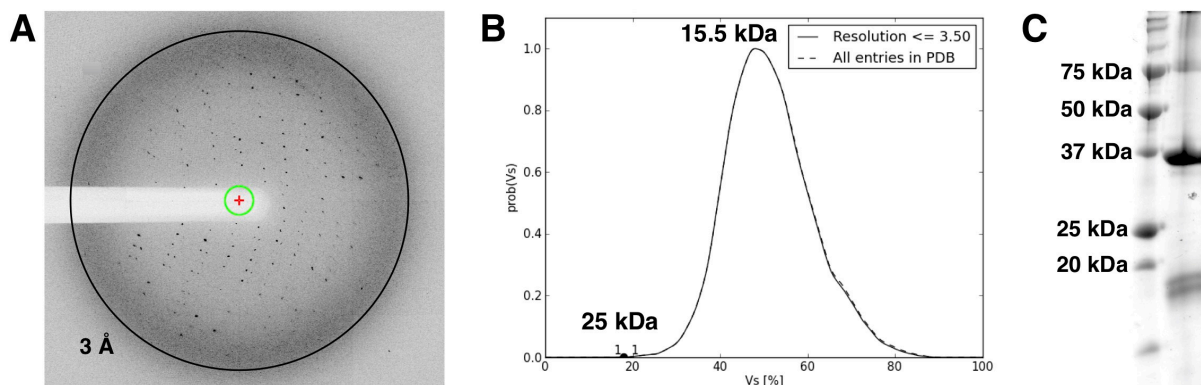 A
3 Å
B
15.5 kDa
Resolution <= 3.50
All entries in PDB
25 kDa
1 1
prob(Vs)
1.0
0.8
0.6
0.4
0.2
0.0
0 20 40 60 80 100
Vs [%]
C
75 kDa
50 kDa
37 kDa
25 kDa
20 kDa